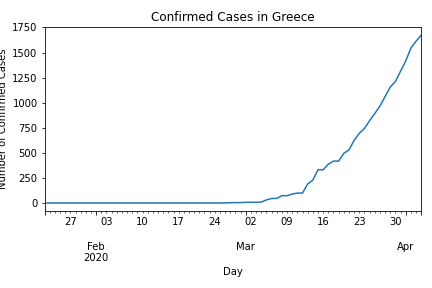 Confirmed Cases in Greece
Number of Confirmed Cases
1750
1500
1250
1000
750
500
250
0
27 03 10 17 24 02 09 16 23 30
Feb Mar Apr
2020
Day